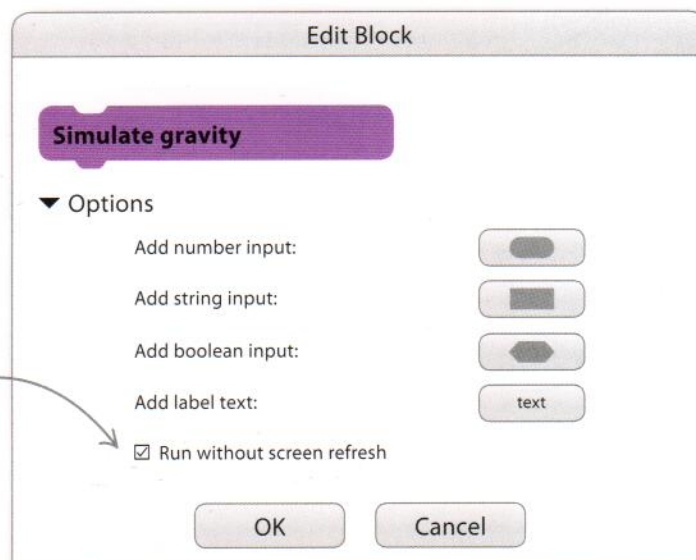 Edit Block
Simulate gravity
Options
Add number input:
Add string input:
Add boolean input:
Add label text: text
Run without screen refresh
OK Cancel